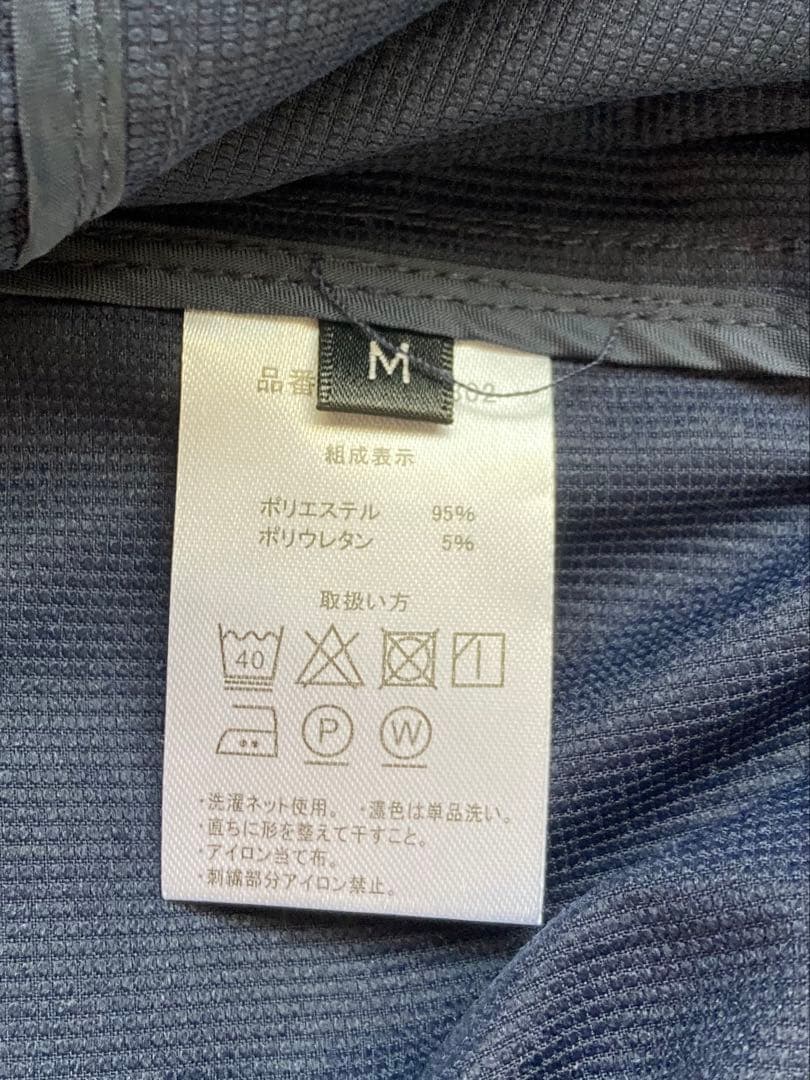 M
品番 302
組成表示
ポリエステル 95%
ポリウレタン 5%
取扱い方
40
P W
・洗濯ネット使用。 ・濃色は単品洗い。
・直ちに形を整えて干すこと。
・アイロン当て布。
・刺繍部分アイロン禁止。